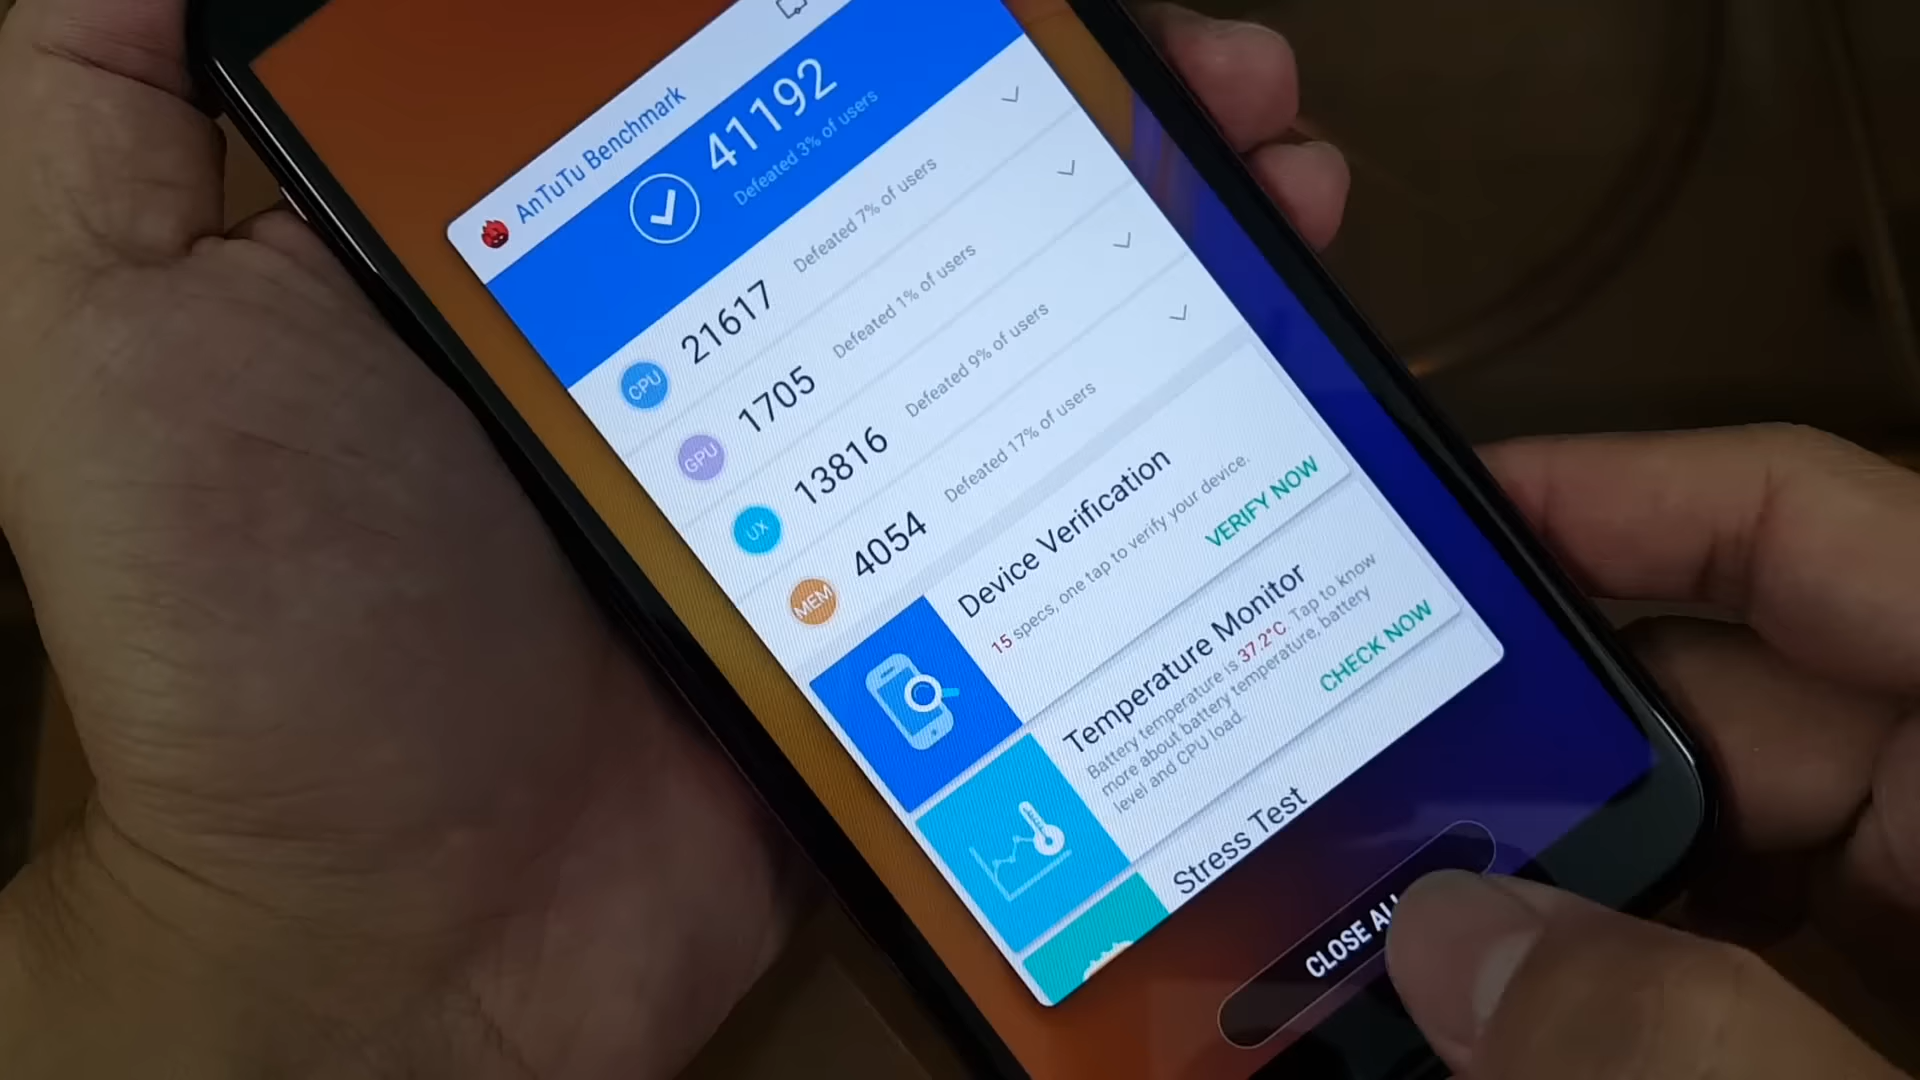 AnTuTu Benchmark
41192
Defeated 3% of users
CPU 21617 Defeated 7% of users
GPU 1705 Defeated 1% of users
UX 13816 Defeated 9% of users
MEM 4054 Defeated 17% of users
Device Verification
15 specs, one tap to verify your device.
VERIFY NOW
Temperature Monitor
Battery temperature is 37.2°C. Tap to know
more about battery temperature, battery
level and CPU load.
CHECK NOW
Stress Test
CLOSE ALL